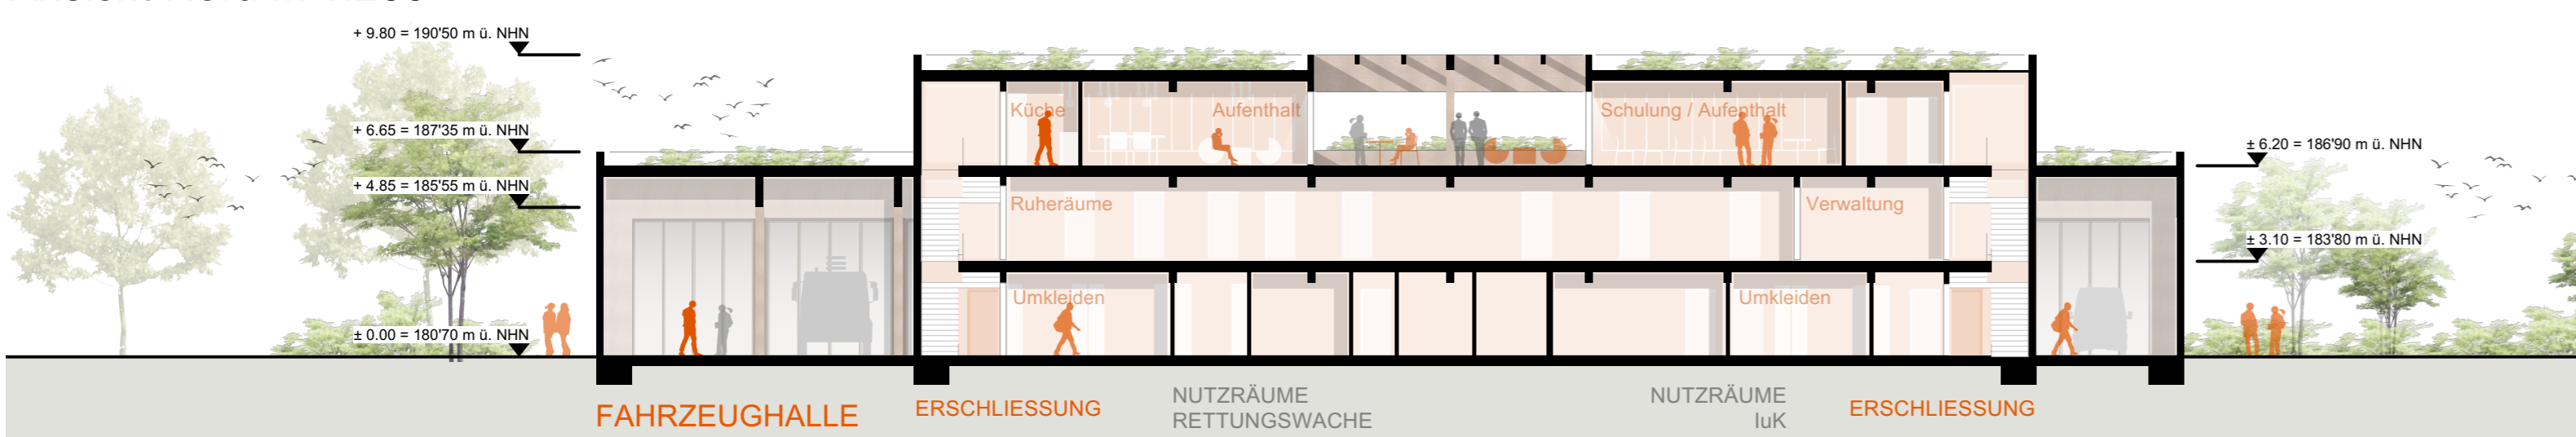 + 9.80 = 190'50 m ü. NHN
+ 6.65 = 187'35 m ü. NHN
+ 4.85 = 185'55 m ü. NHN
± 0.00 = 180'70 m ü. NHN
Küche
Aufenthalt
Schulung / Aufenthalt
Ruheräume
Verwaltung
Umkleiden
Umkleiden
± 6.20 = 186'90 m ü. NHN
± 3.10 = 183'80 m ü. NHN
FAHRZEUGHALLE
ERSCHLIESSUNG
NUTZRÄUME
RETTUNGSWACHE
NUTZRÄUME
IuK
ERSCHLIESSUNG